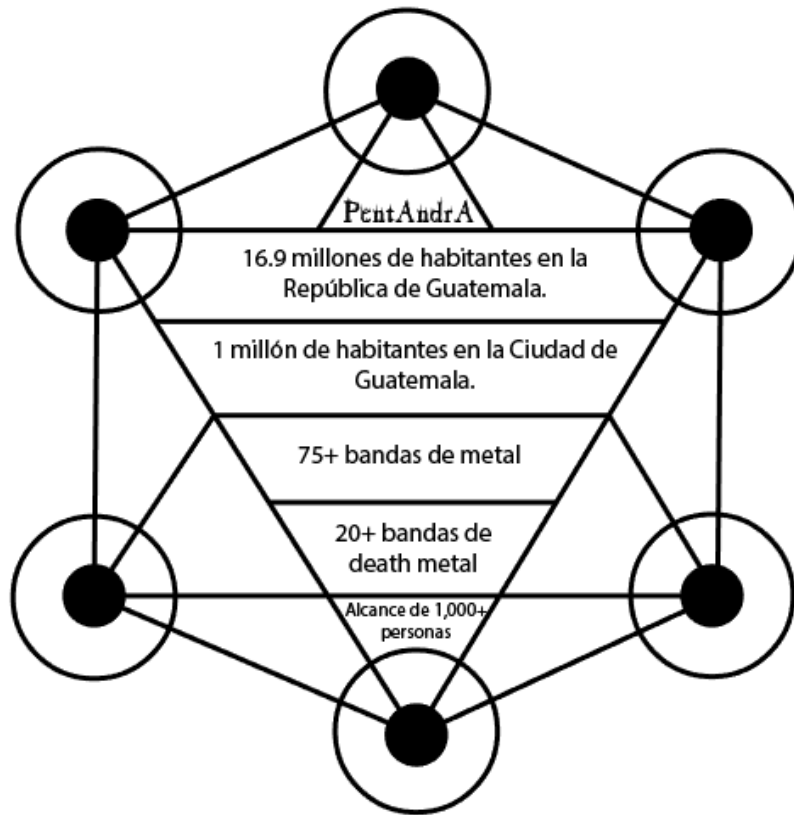 PentAndrA
16.9 millones de habitantes en la
República de Guatemala.
1 millón de habitantes en la Ciudad de
Guatemala.
75+ bandas de metal
20+ bandas de
death metal
Alcance de 1,000+
personas